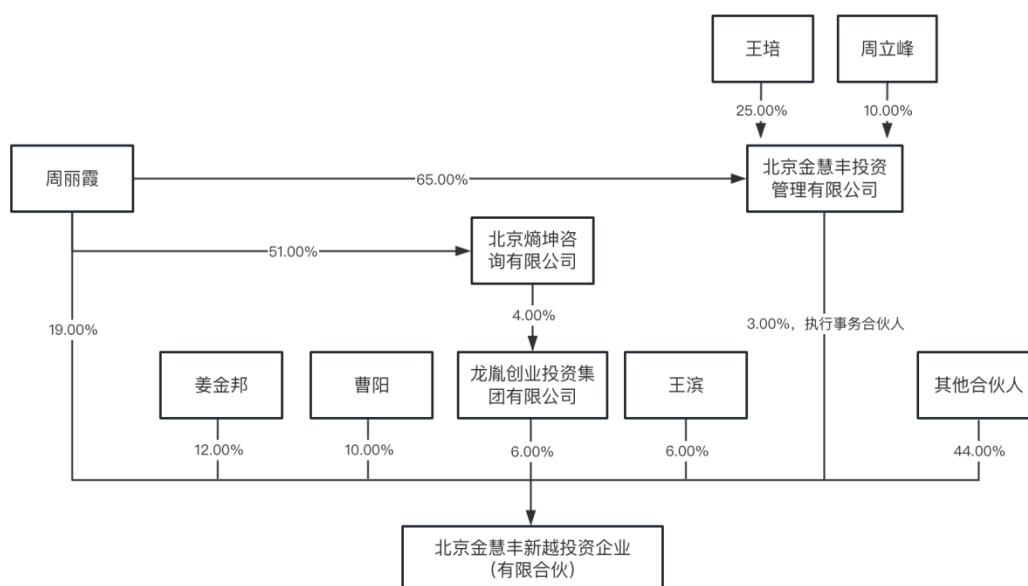 王培
周立峰
25.00%
10.00%
周丽霞
65.00%
北京金慧丰投资
管理有限公司
51.00%
北京熵坤咨
询有限公司
19.00%
4.00%
3.00%，执行事务合伙人
姜金邦
曹阳
龙胤创业投资集
团有限公司
王滨
其他合伙人
12.00%
10.00%
6.00%
6.00%
44.00%
北京金慧丰新越投资企业
（有限合伙）